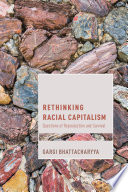 RETHINKING
RACIAL CAPITALISM
Questions of Reproduction and Survival
GARGI BHATTACHARYYA